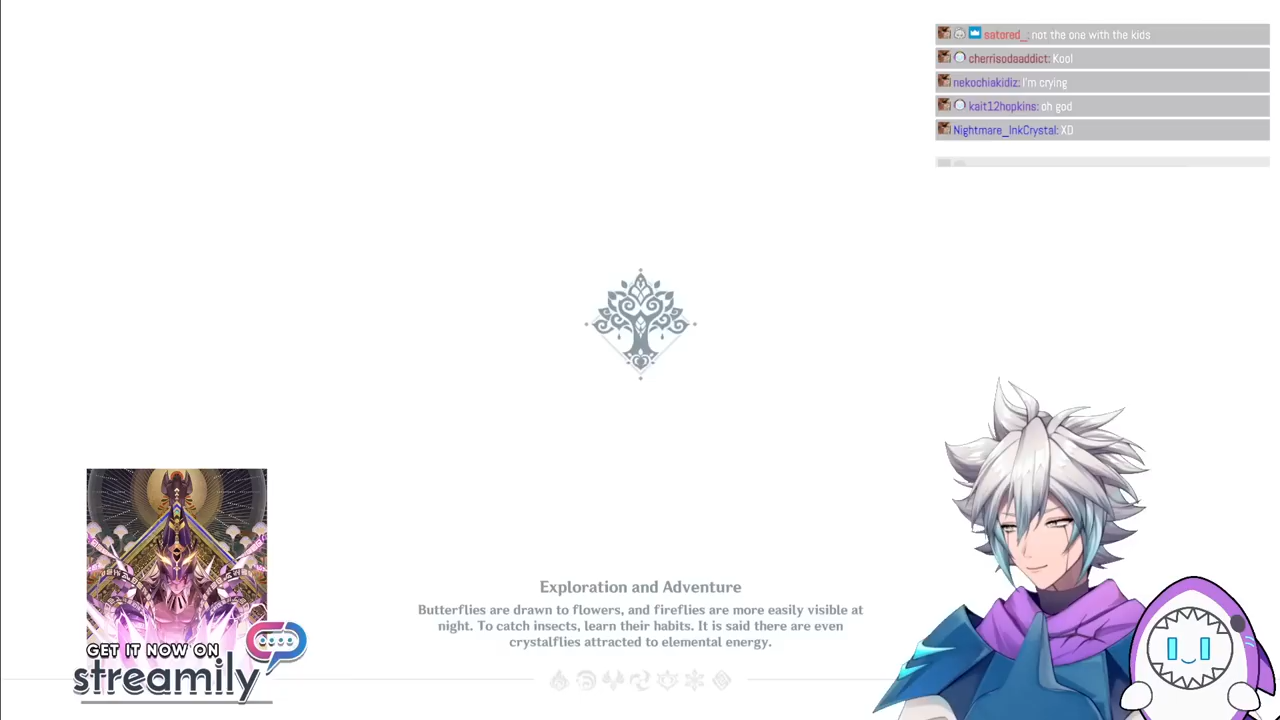 satored_: not the one with the kids
cherrisodaaddict: Kool
nekochiakidiz: I'm crying
kait12hopkins: oh god
Nightmare_InkCrystal: XD
GET IT NOW ON
streamily
Exploration and Adventure
Butterflies are drawn to flowers, and fireflies are more easily visible at
night. To catch insects, learn their habits. It is said there are even
crystalflies attracted to elemental energy.